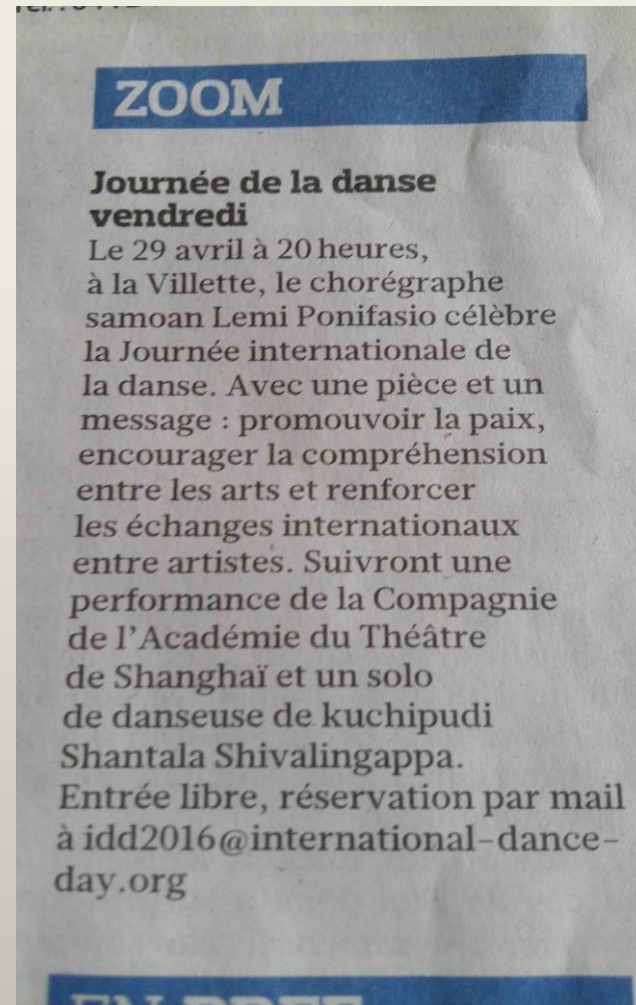 ZOOM
Journée de la danse
vendredi
Le 29 avril à 20 heures,
à la Villette, le chorégraphe
samoan Lemi Ponifasio célèbre
la Journée internationale de
la danse. Avec une pièce et un
message : promouvoir la paix,
encourager la compréhension
entre les arts et renforcer
les échanges internationaux
entre artistes. Suivront une
performance de la Compagnie
de l'Académie du Théâtre
de Shanghaï et un solo
de danseuse de kuchipudi
Shantala Shivalingappa.
Entrée libre, réservation par mail
à idd2016@international-dance-
day.org
EN BREF